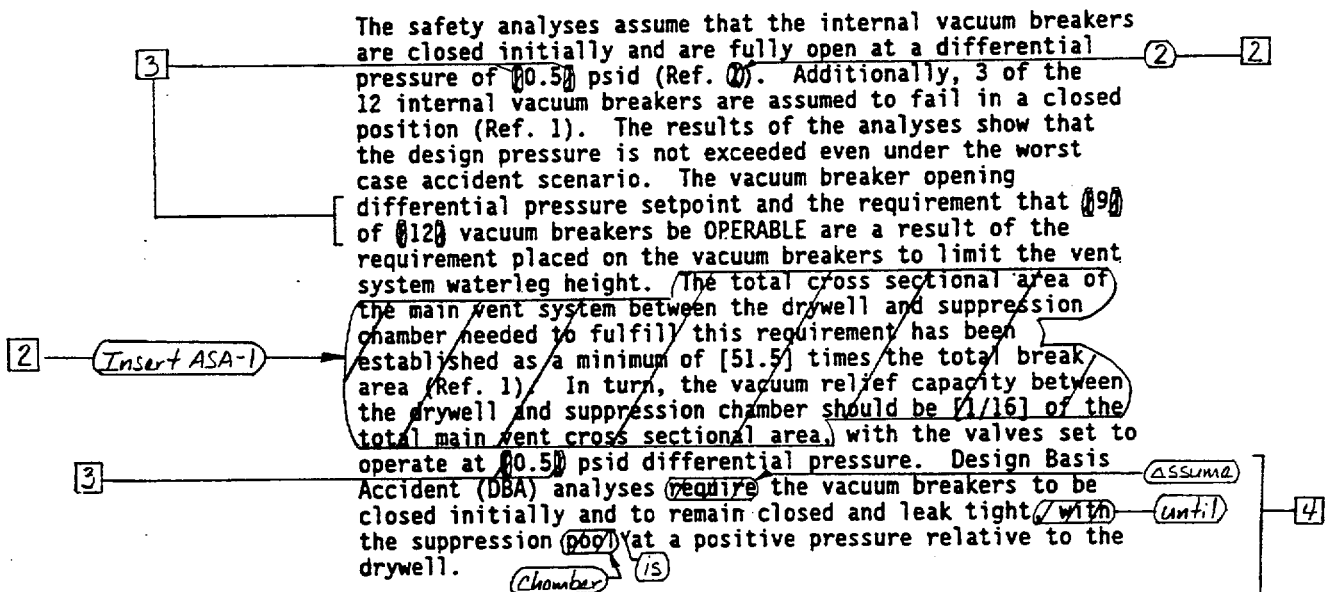 The safety analyses assume that the internal vacuum breakers
are closed initially and are fully open at a differential
3 pressure of [0.5] psid (Ref. 1). Additionally, 3 of the 2 2
12 internal vacuum breakers are assumed to fail in a closed
position (Ref. 1). The results of the analyses show that
the design pressure is not exceeded even under the worst
case accident scenario. The vacuum breaker opening
differential pressure setpoint and the requirement that [9]
of [12] vacuum breakers be OPERABLE are a result of the
requirement placed on the vacuum breakers to limit the vent
system waterleg height. The total cross sectional area of
the main vent system between the drywell and suppression
chamber needed to fulfill this requirement has been
2 Insert ASA-1 established as a minimum of [51.5] times the total break
area (Ref. 1). In turn, the vacuum relief capacity between
the drywell and suppression chamber should be [1/16] of the
total main vent cross sectional area, with the valves set to
3 operate at [0.5] psid differential pressure. Design Basis
Accident (DBA) analyses require the vacuum breakers to be assume
closed initially and to remain closed and leak tight, with until 4
the suppression pool at a positive pressure relative to the
drywell. chamber is